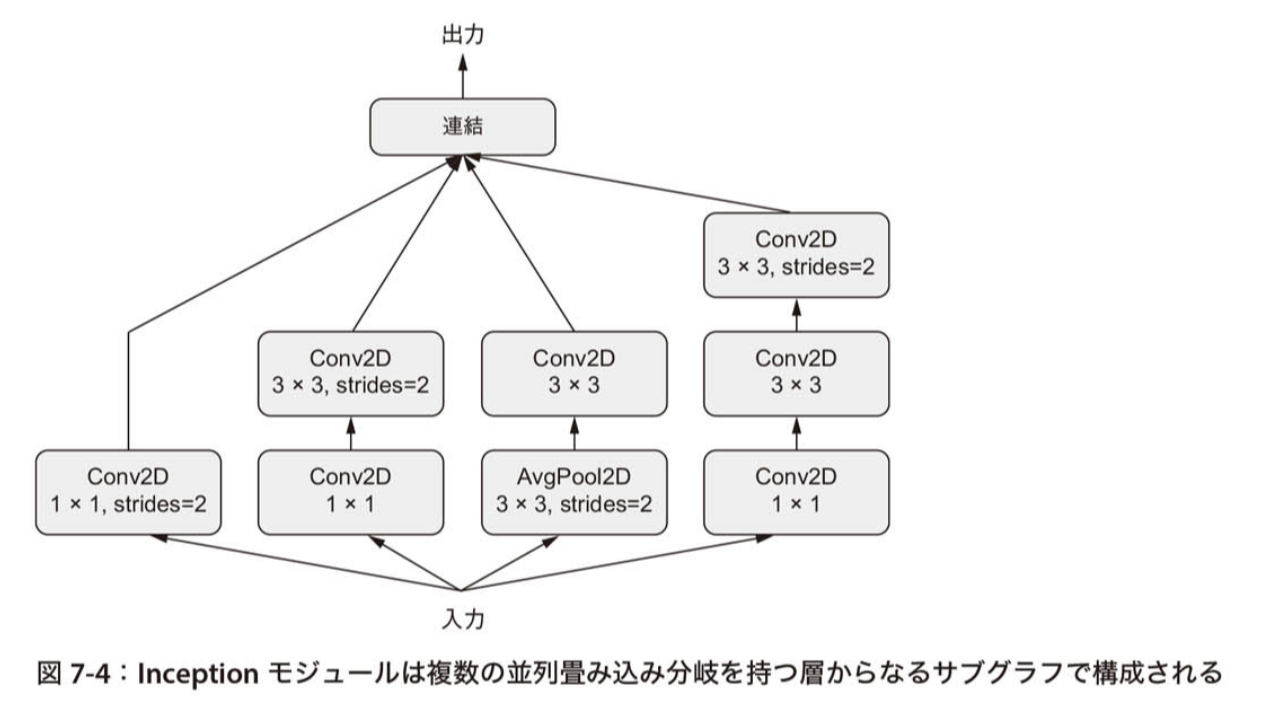 出力
連結
Conv2D
3 × 3, strides=2
Conv2D
3 × 3, strides=2
Conv2D
3 × 3
Conv2D
3 × 3
Conv2D
1 × 1, strides=2
Conv2D
1 × 1
AvgPool2D
3 × 3, strides=2
Conv2D
1 × 1
入力
図 7-4：Inception モジュールは複数の並列畳み込み分岐を持つ層からなるサブグラフで構成される